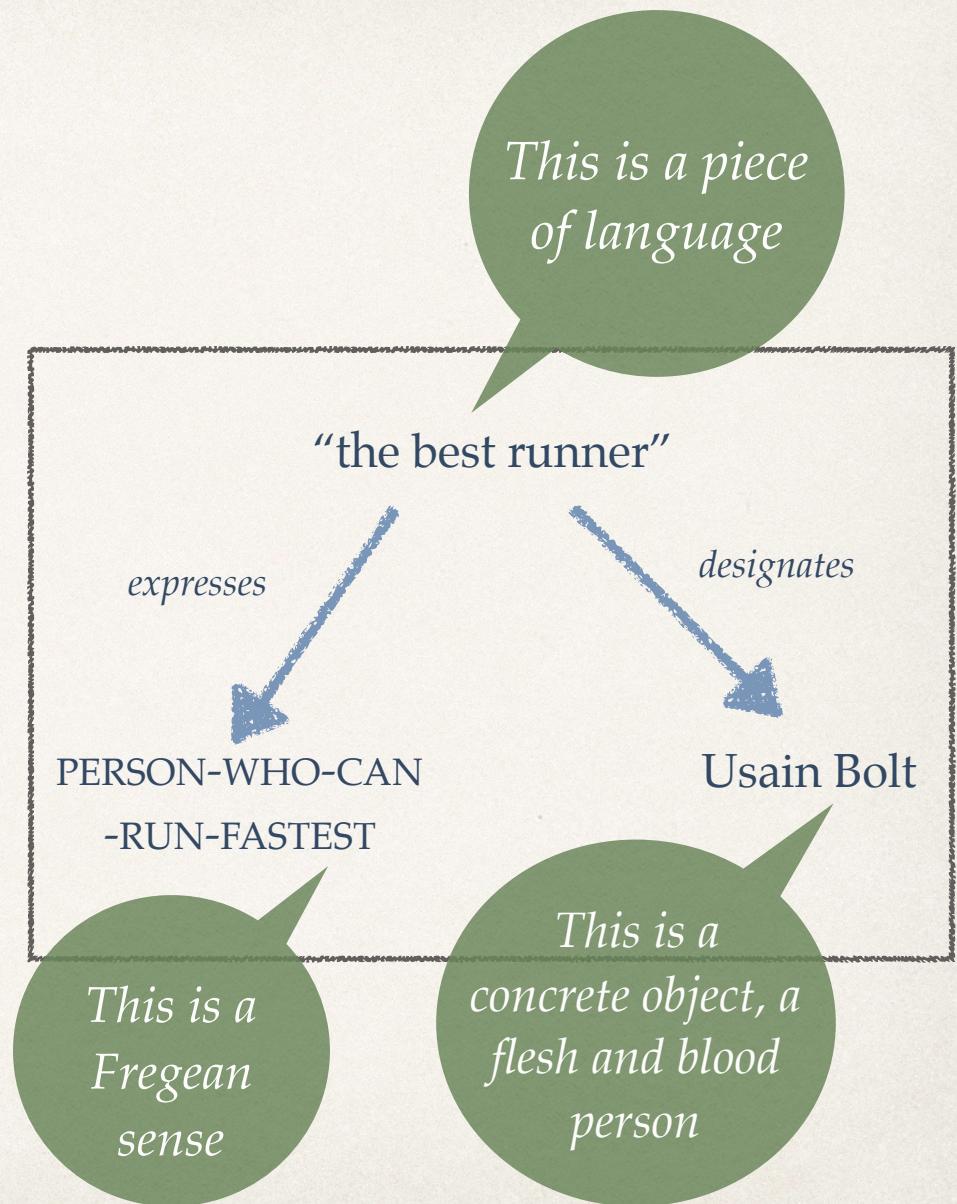 This is a piece
of language
“the best runner”
expresses
designates
PERSON-WHO-CAN
-RUN-FASTEST
Usain Bolt
This is a
Fregean
sense
This is a
concrete object, a
flesh and blood
person